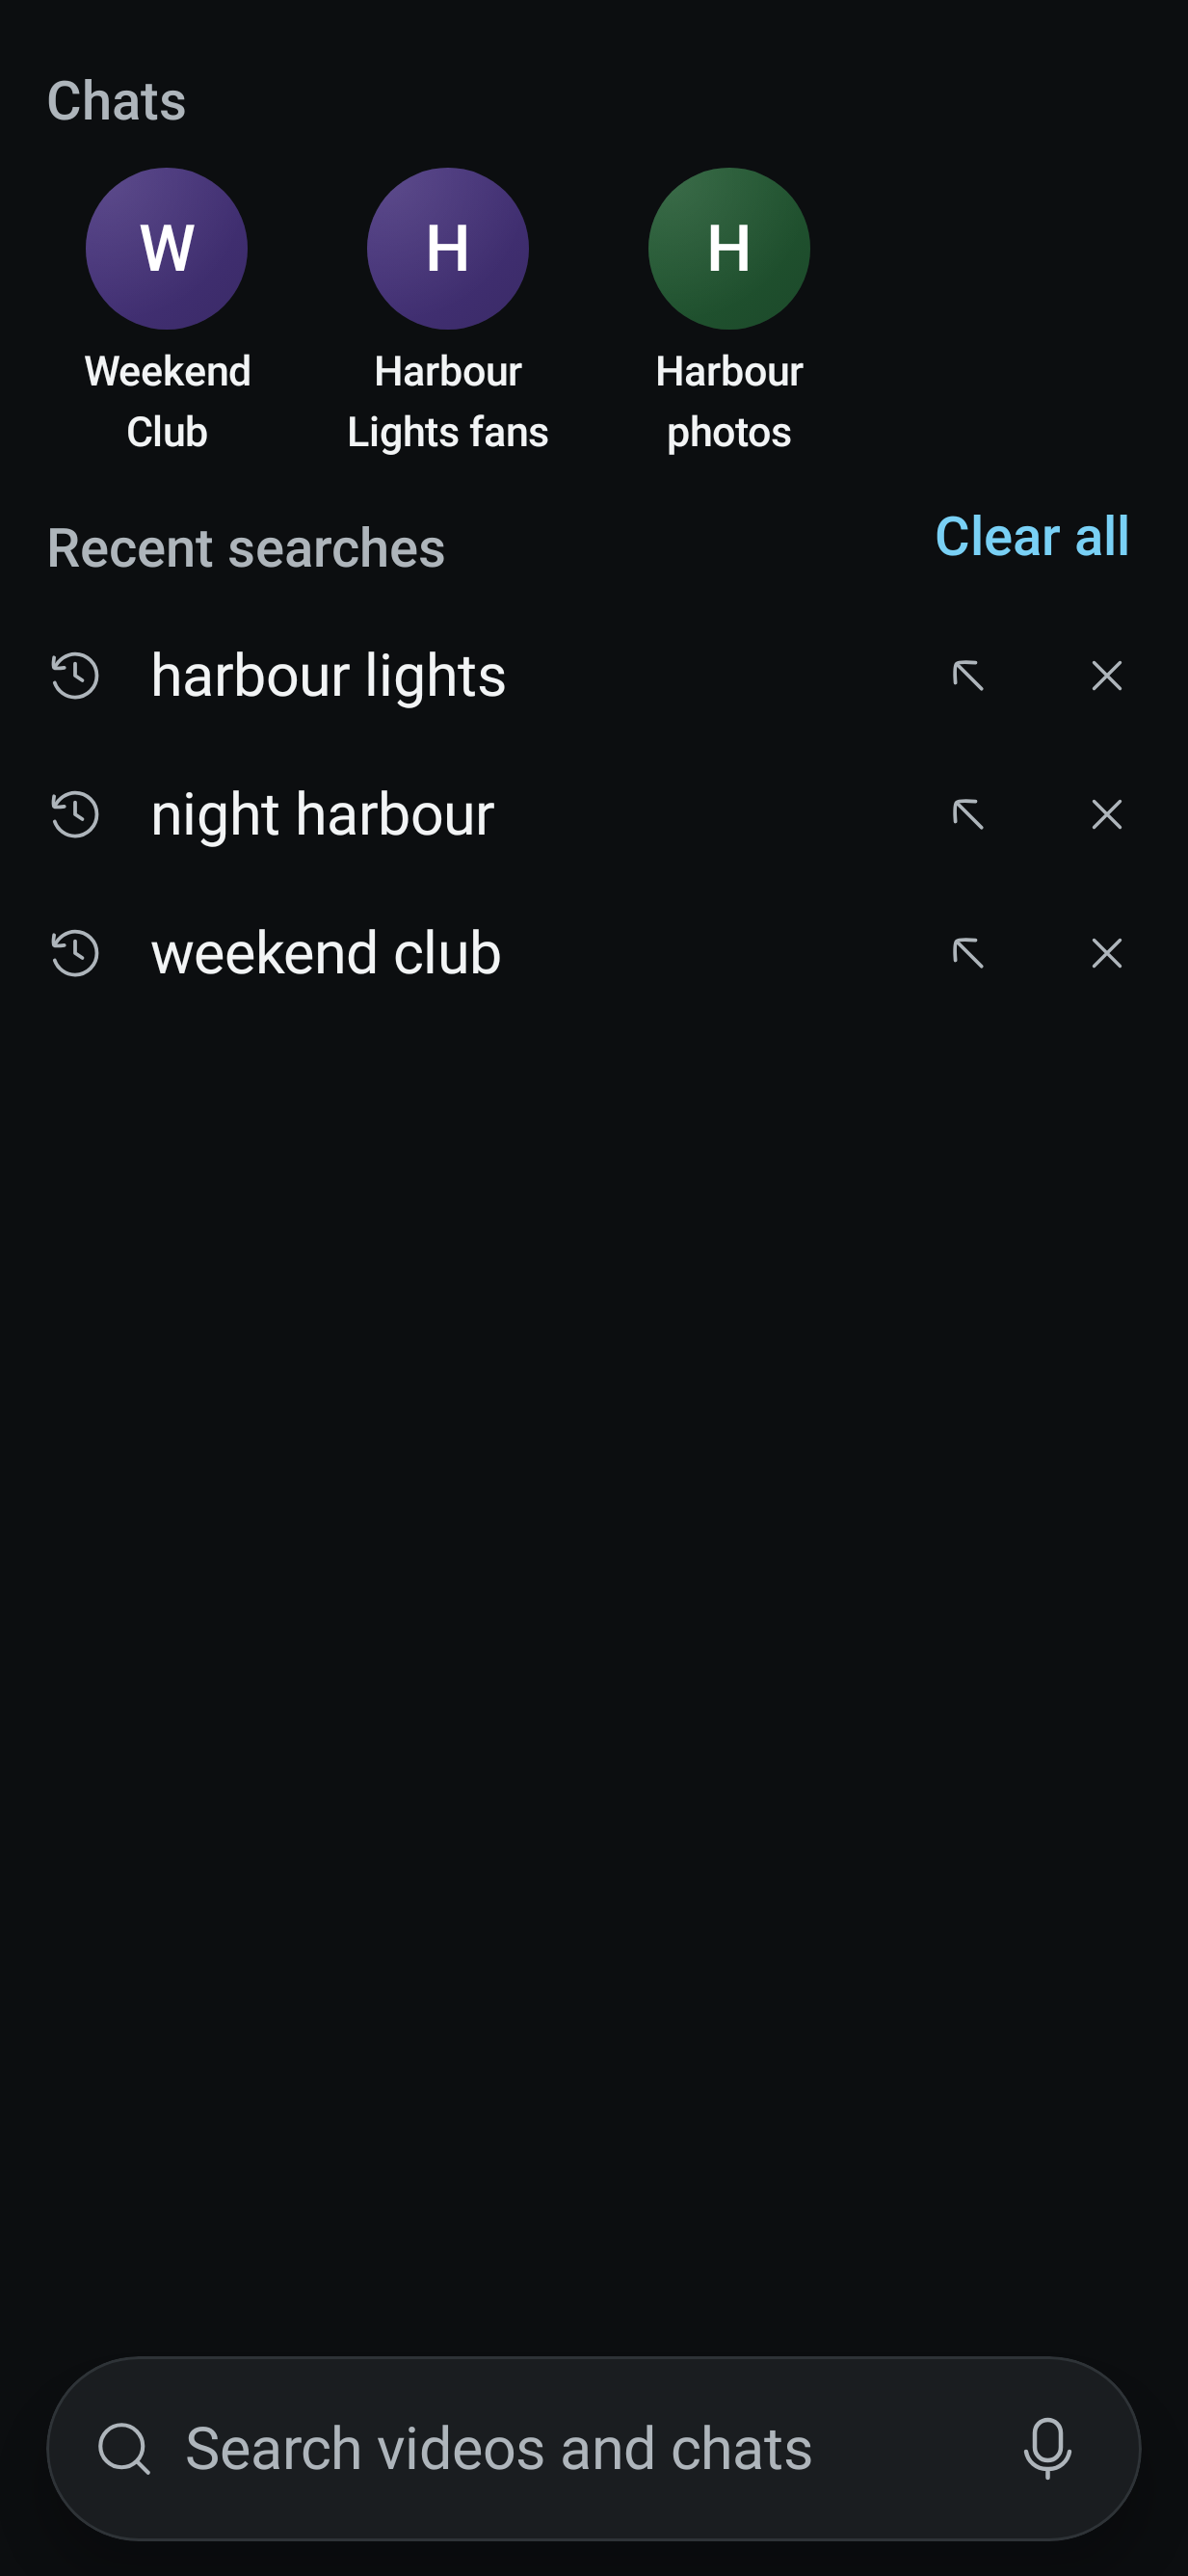 Chats
W
H
H
Weekend
Club
Harbour
Lights fans
Harbour
photos
Recent searches
Clear all
harbour lights
night harbour
weekend club
Search videos and chats